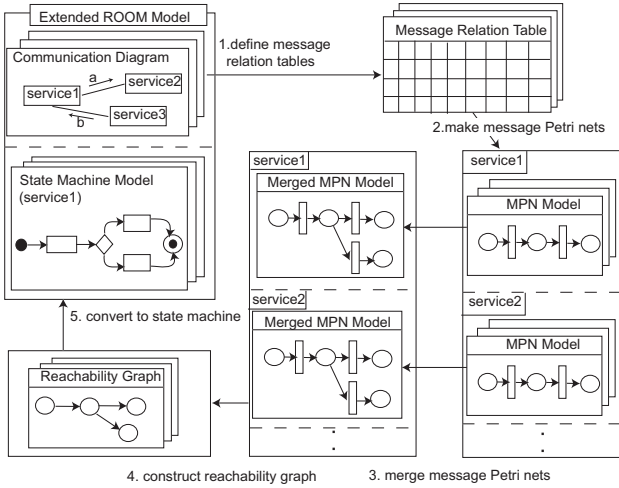 Extended ROOM Model
Communication Diagram
a
service2
service1
b
service3
1.define message
relation tables
Message Relation Table
2.make message Petri nets
State Machine Model
(service1)
service1
Merged MPN Model
service2
Merged MPN Model
:
service1
MPN Model
service2
MPN Model
:
5. convert to state machine
Reachability Graph
4. construct reachability graph
3. merge message Petri nets